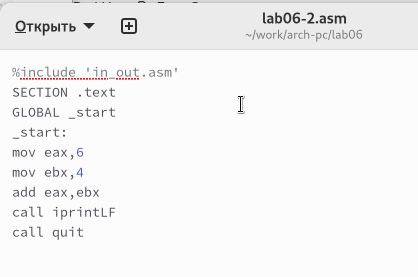 Открыть
lab06-2.asm
~/work/arch-pc/lab06
%include 'in_out.asm'
SECTION .text
GLOBAL _start
_start:
mov eax,6
mov ebx,4
add eax,ebx
call iprintLF
call quit